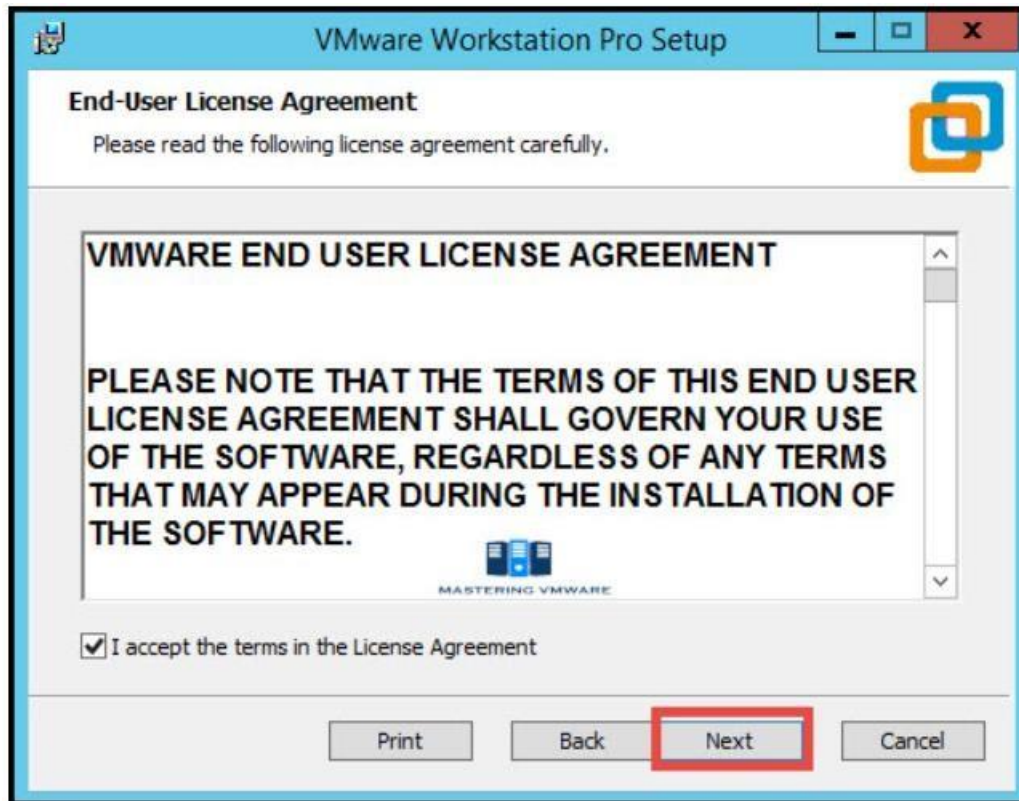 VMware Workstation Pro Setup
End-User License Agreement
Please read the following license agreement carefully.
VMWARE END USER LICENSE AGREEMENT
PLEASE NOTE THAT THE TERMS OF THIS END USER
LICENSE AGREEMENT SHALL GOVERN YOUR USE
OF THE SOFTWARE, REGARDLESS OF ANY TERMS
THAT MAY APPEAR DURING THE INSTALLATION OF
THE SOFTWARE.
MASTERING VMWARE
I accept the terms in the License Agreement
Print Back Next Cancel